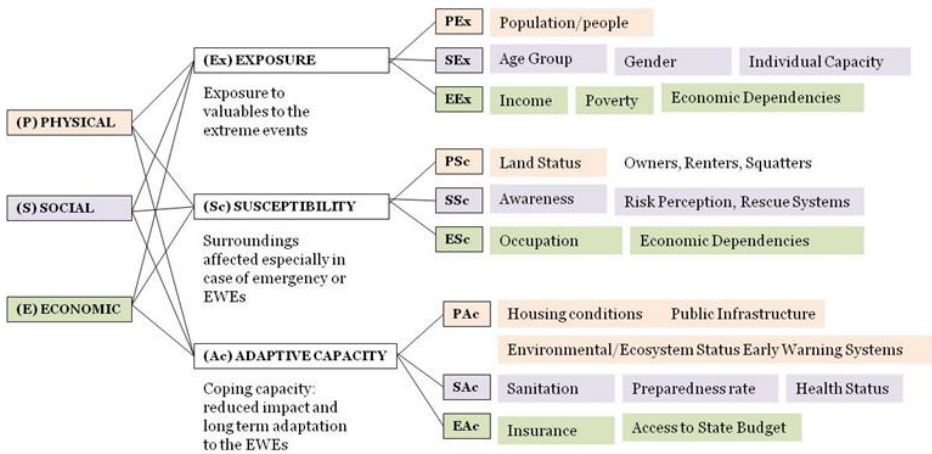 (P) PHYSICAL
(S) SOCIAL
(E) ECONOMIC
(Ex) EXPOSURE
Exposure to
valuables to the
extreme events
PEx Population/people
SEx Age Group Gender Individual Capacity
EEx Income Poverty Economic Dependencies
(Sc) SUSCEPTIBILITY
Surroundings
affected especially in
case of emergency or
EWEs
PSc Land Status Owners, Renters, Squatters
SSc Awareness Risk Perception, Rescue Systems
ESc Occupation Economic Dependencies
(Ac) ADAPTIVE CAPACITY
Coping capacity:
reduced impact and
long term adaptation
to the EWEs
PAc Housing conditions Public Infrastructure
Environmental/Ecosystem Status Early Warning Systems
SAc Sanitation Preparedness rate Health Status
EAc Insurance Access to State Budget